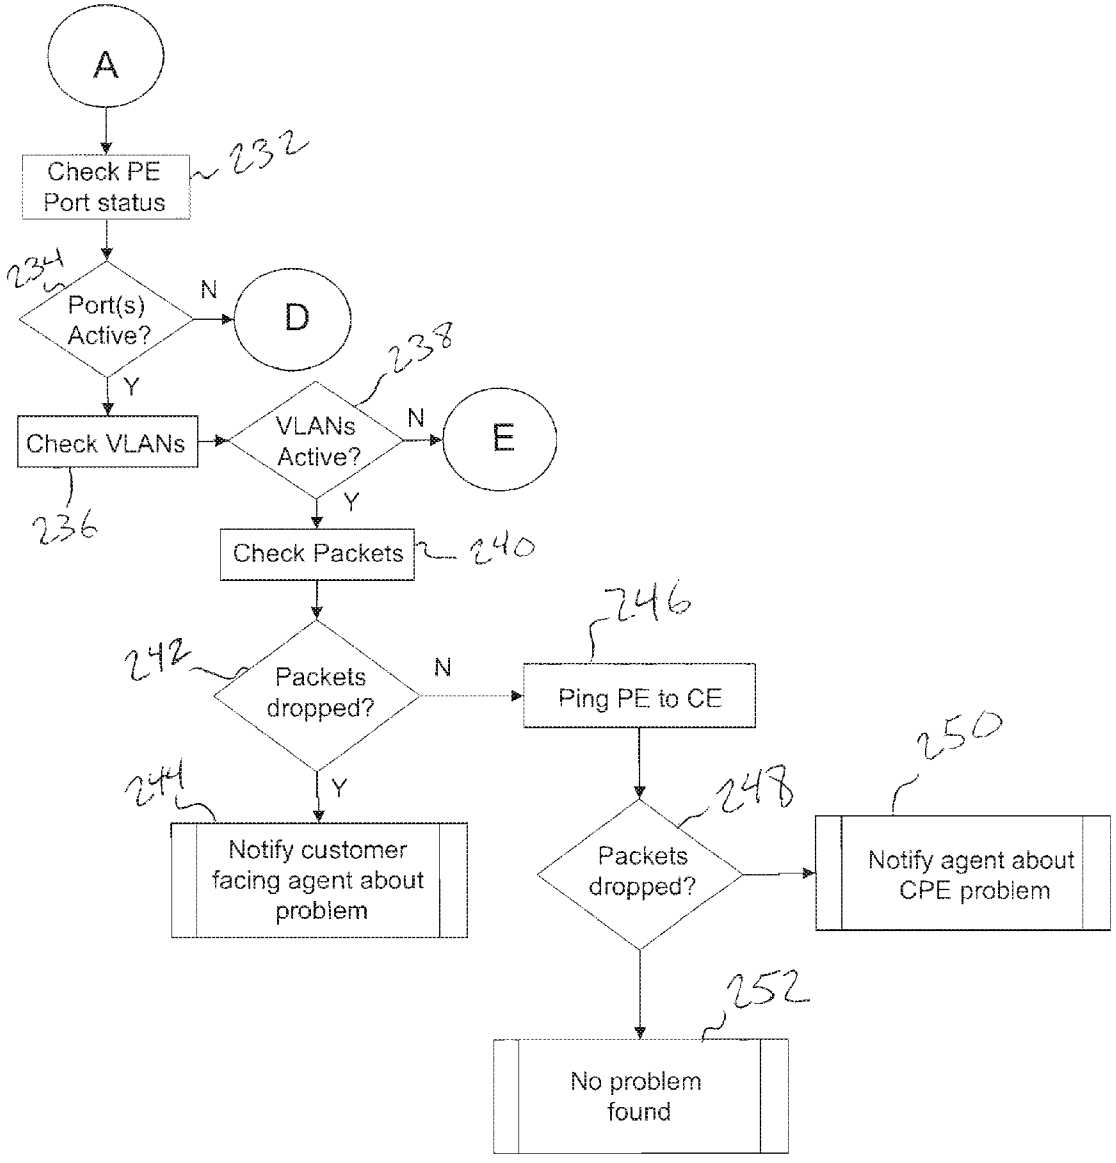 A
232
Check PE
Port status
234
Port(s)
Active?
N
D
Y
238
Check VLANs
VLANs
Active?
N
E
236
Y
Check Packets
240
246
242
Packets
dropped?
N
Ping PE to CE
Y
244
Notify customer
facing agent about
problem
248
Packets
dropped?
250
Notify agent about
CPE problem
252
No problem
found